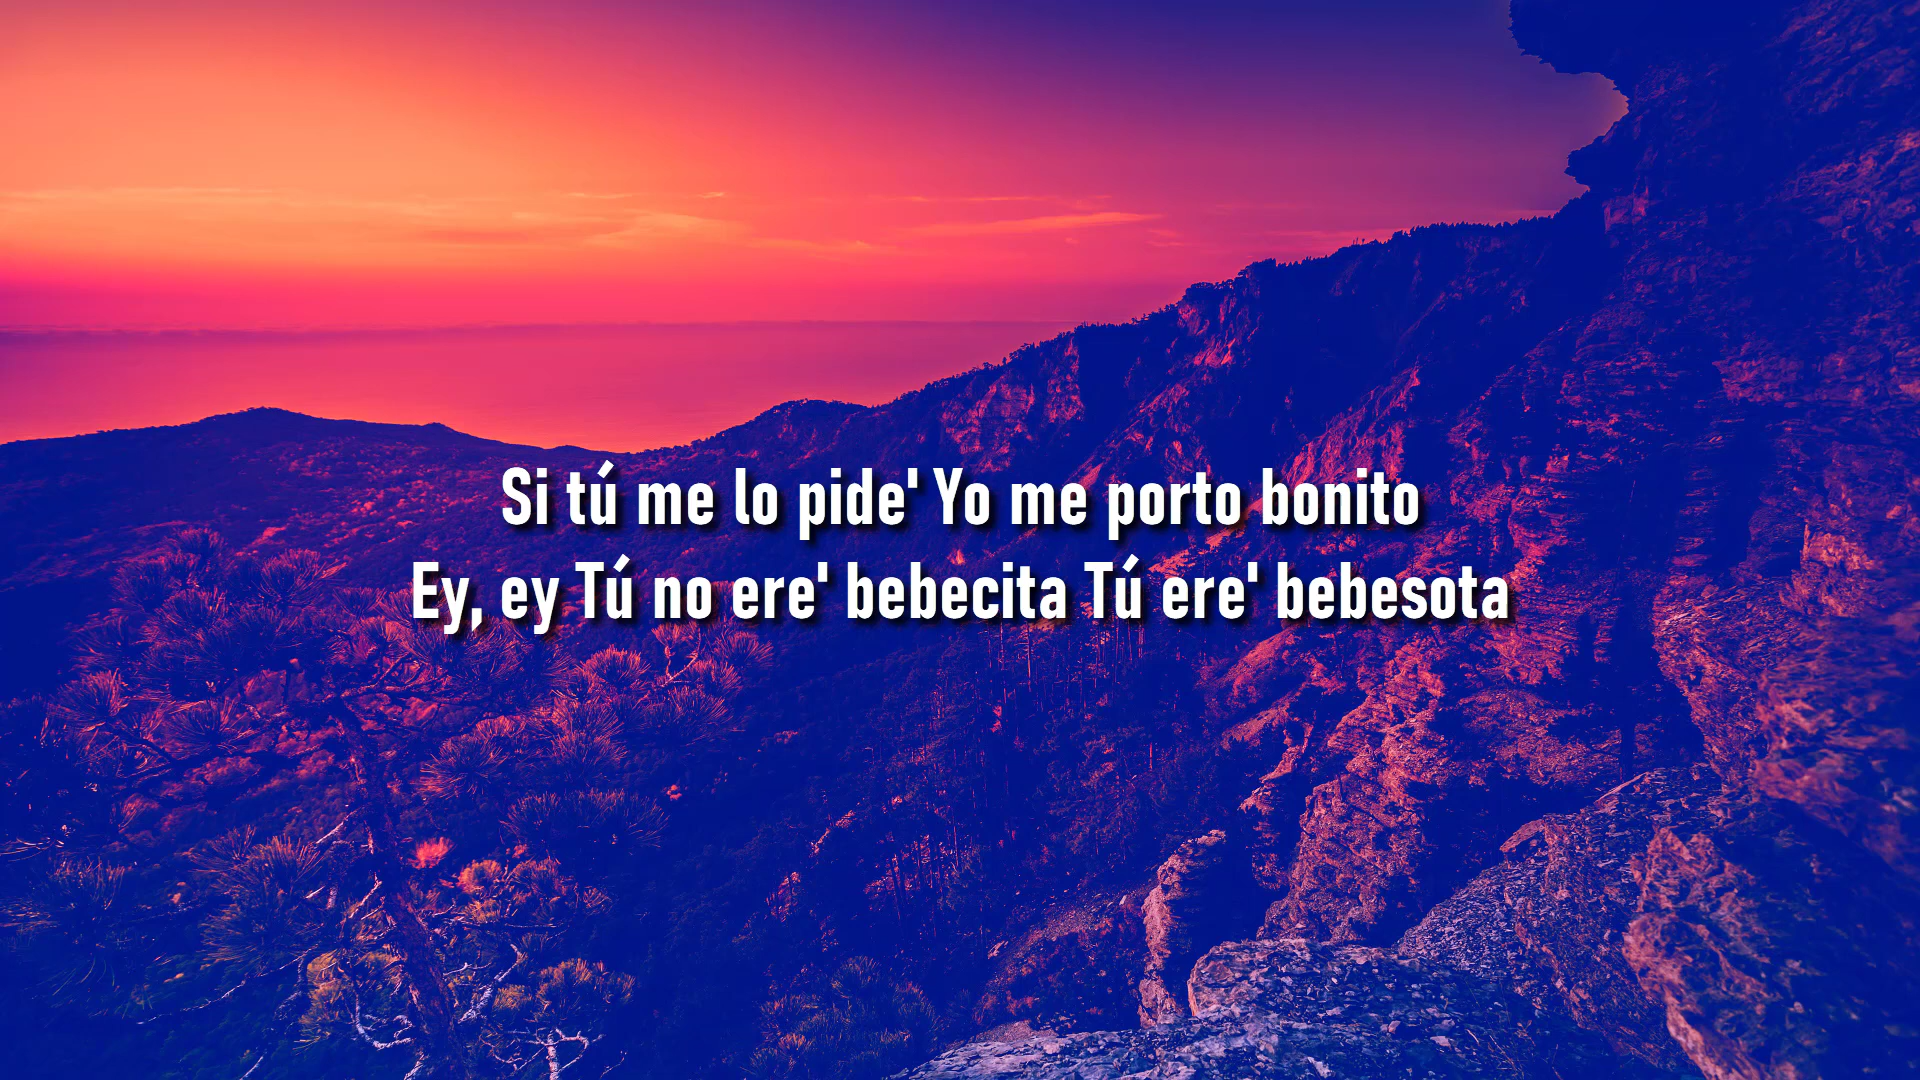 Si tú me lo pide' Yo me porto bonito
Ey, ey Tú no ere' bebecita Tú ere' bebesota